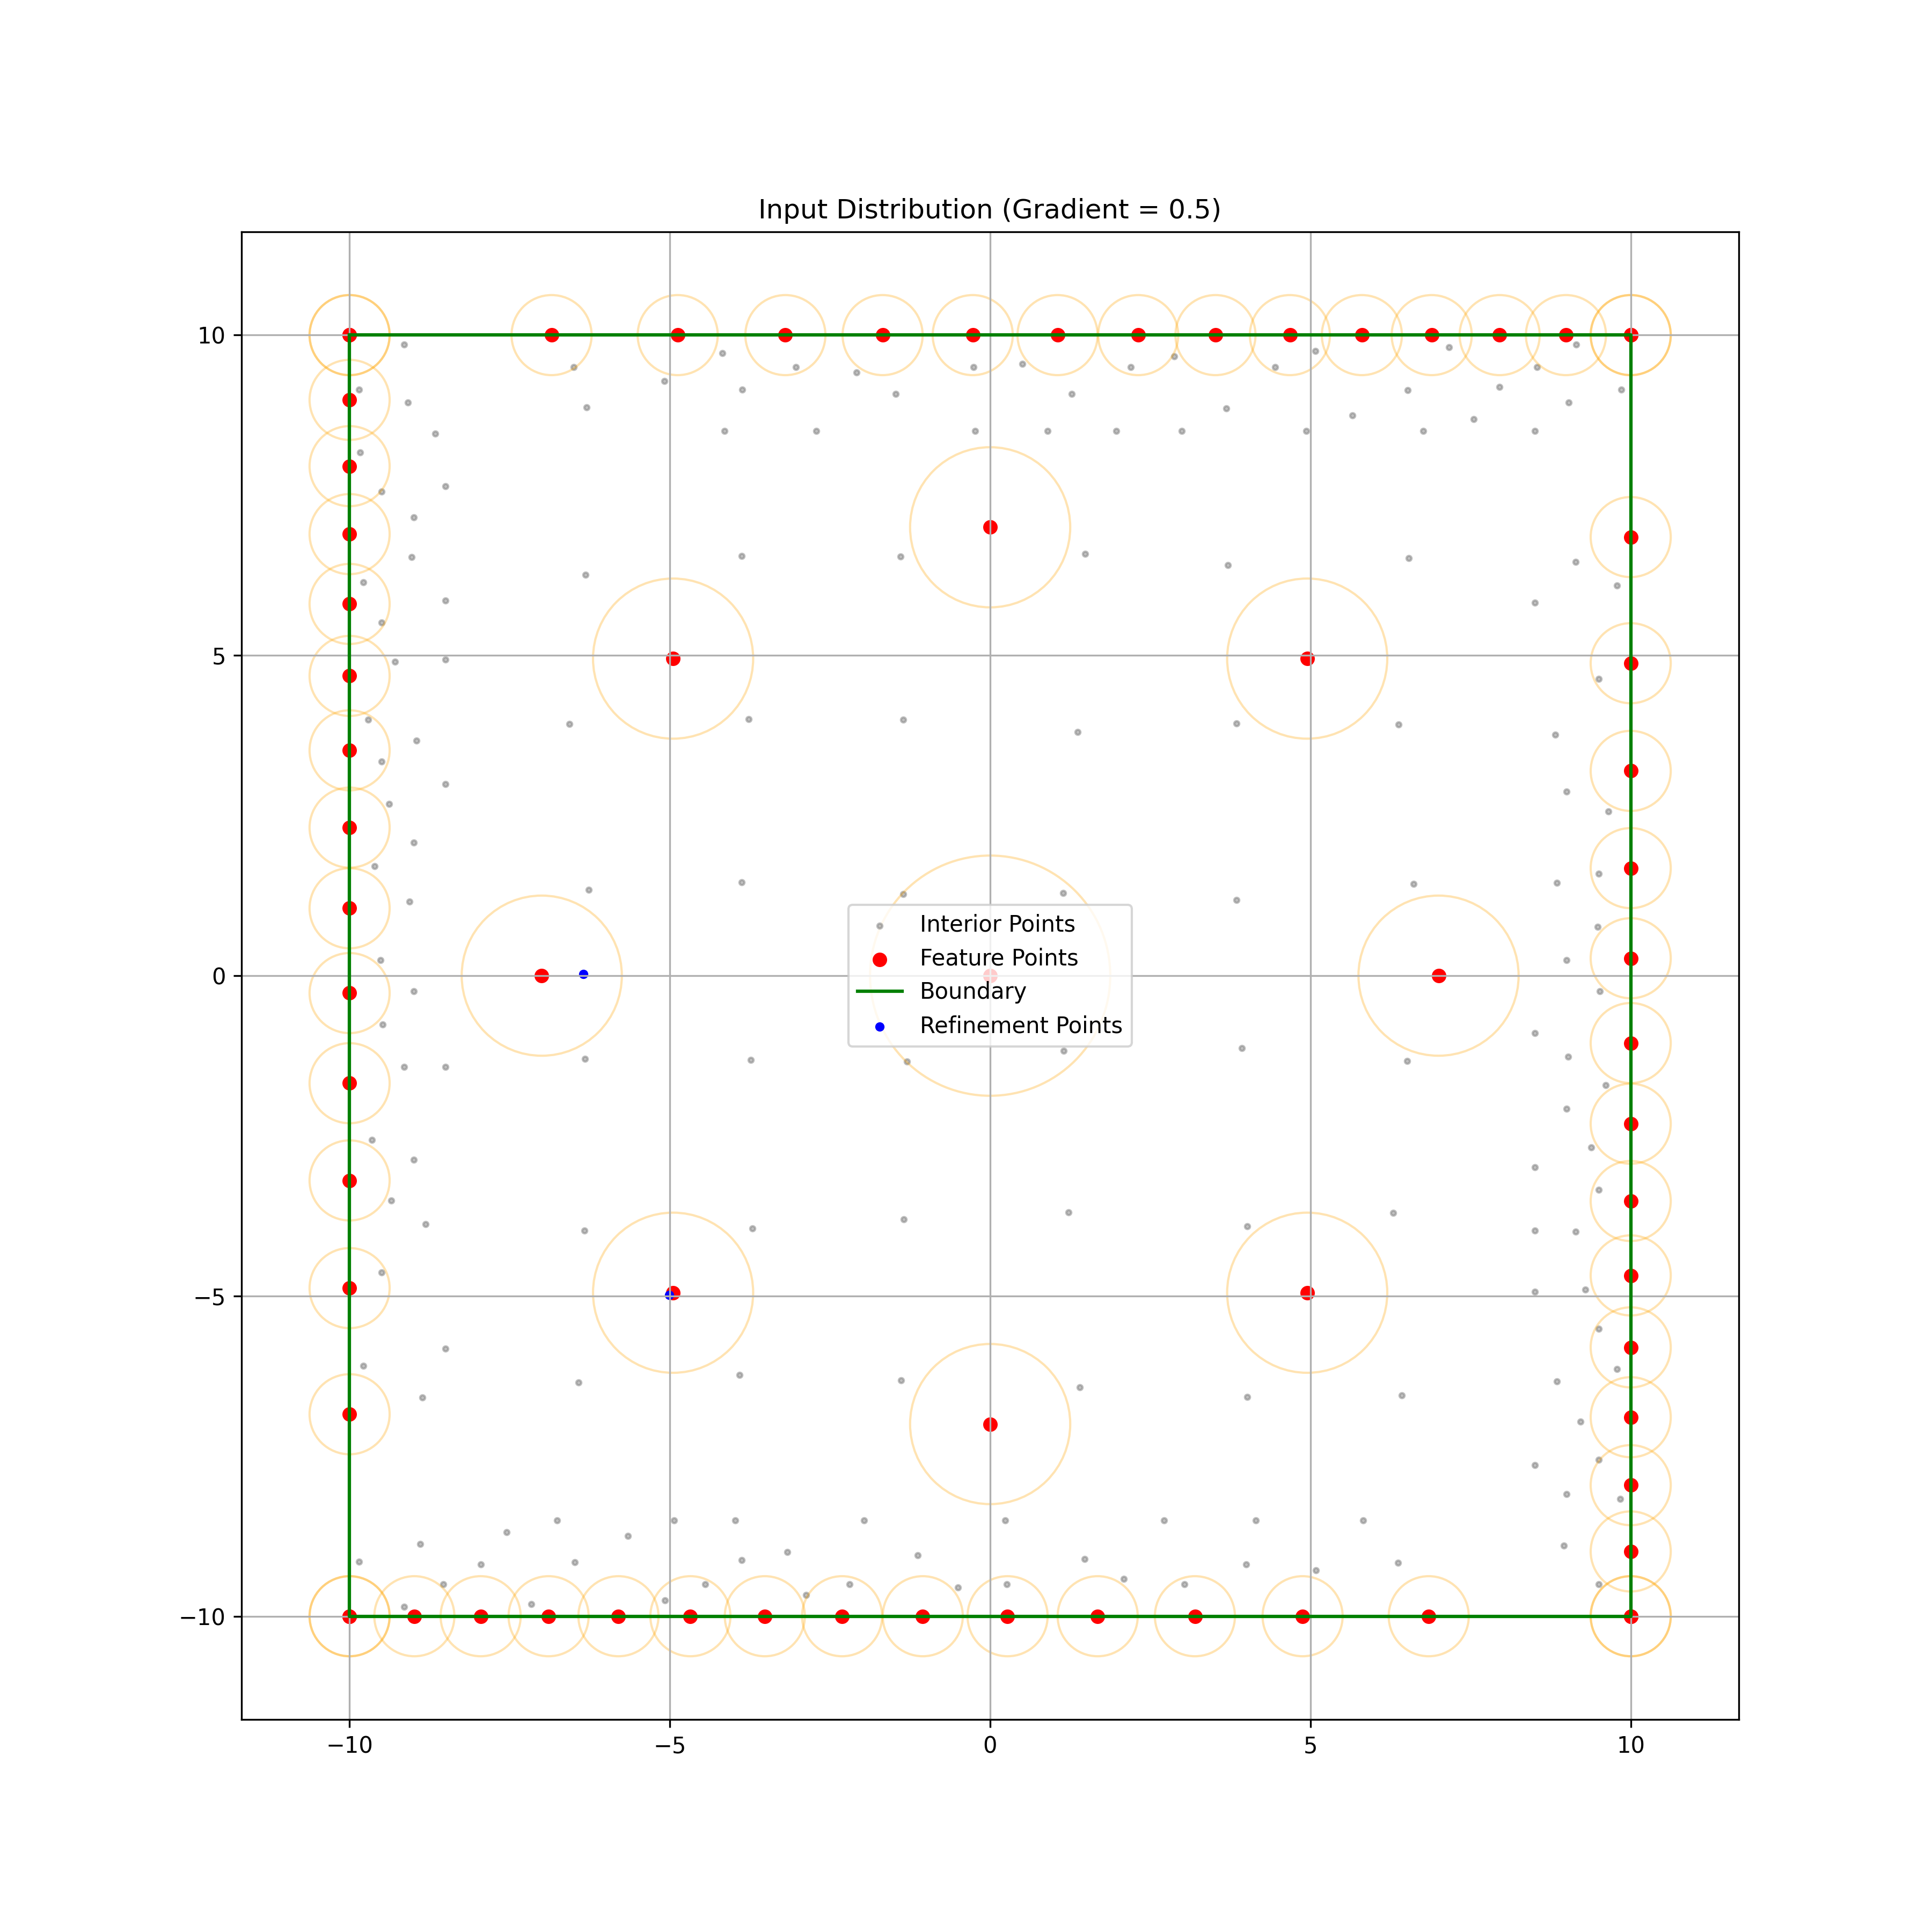 Input Distribution (Gradient = 0.5)
10
5
0
−5
−10
Interior Points
Feature Points
Boundary
Refinement Points
−10
−5
0
5
10